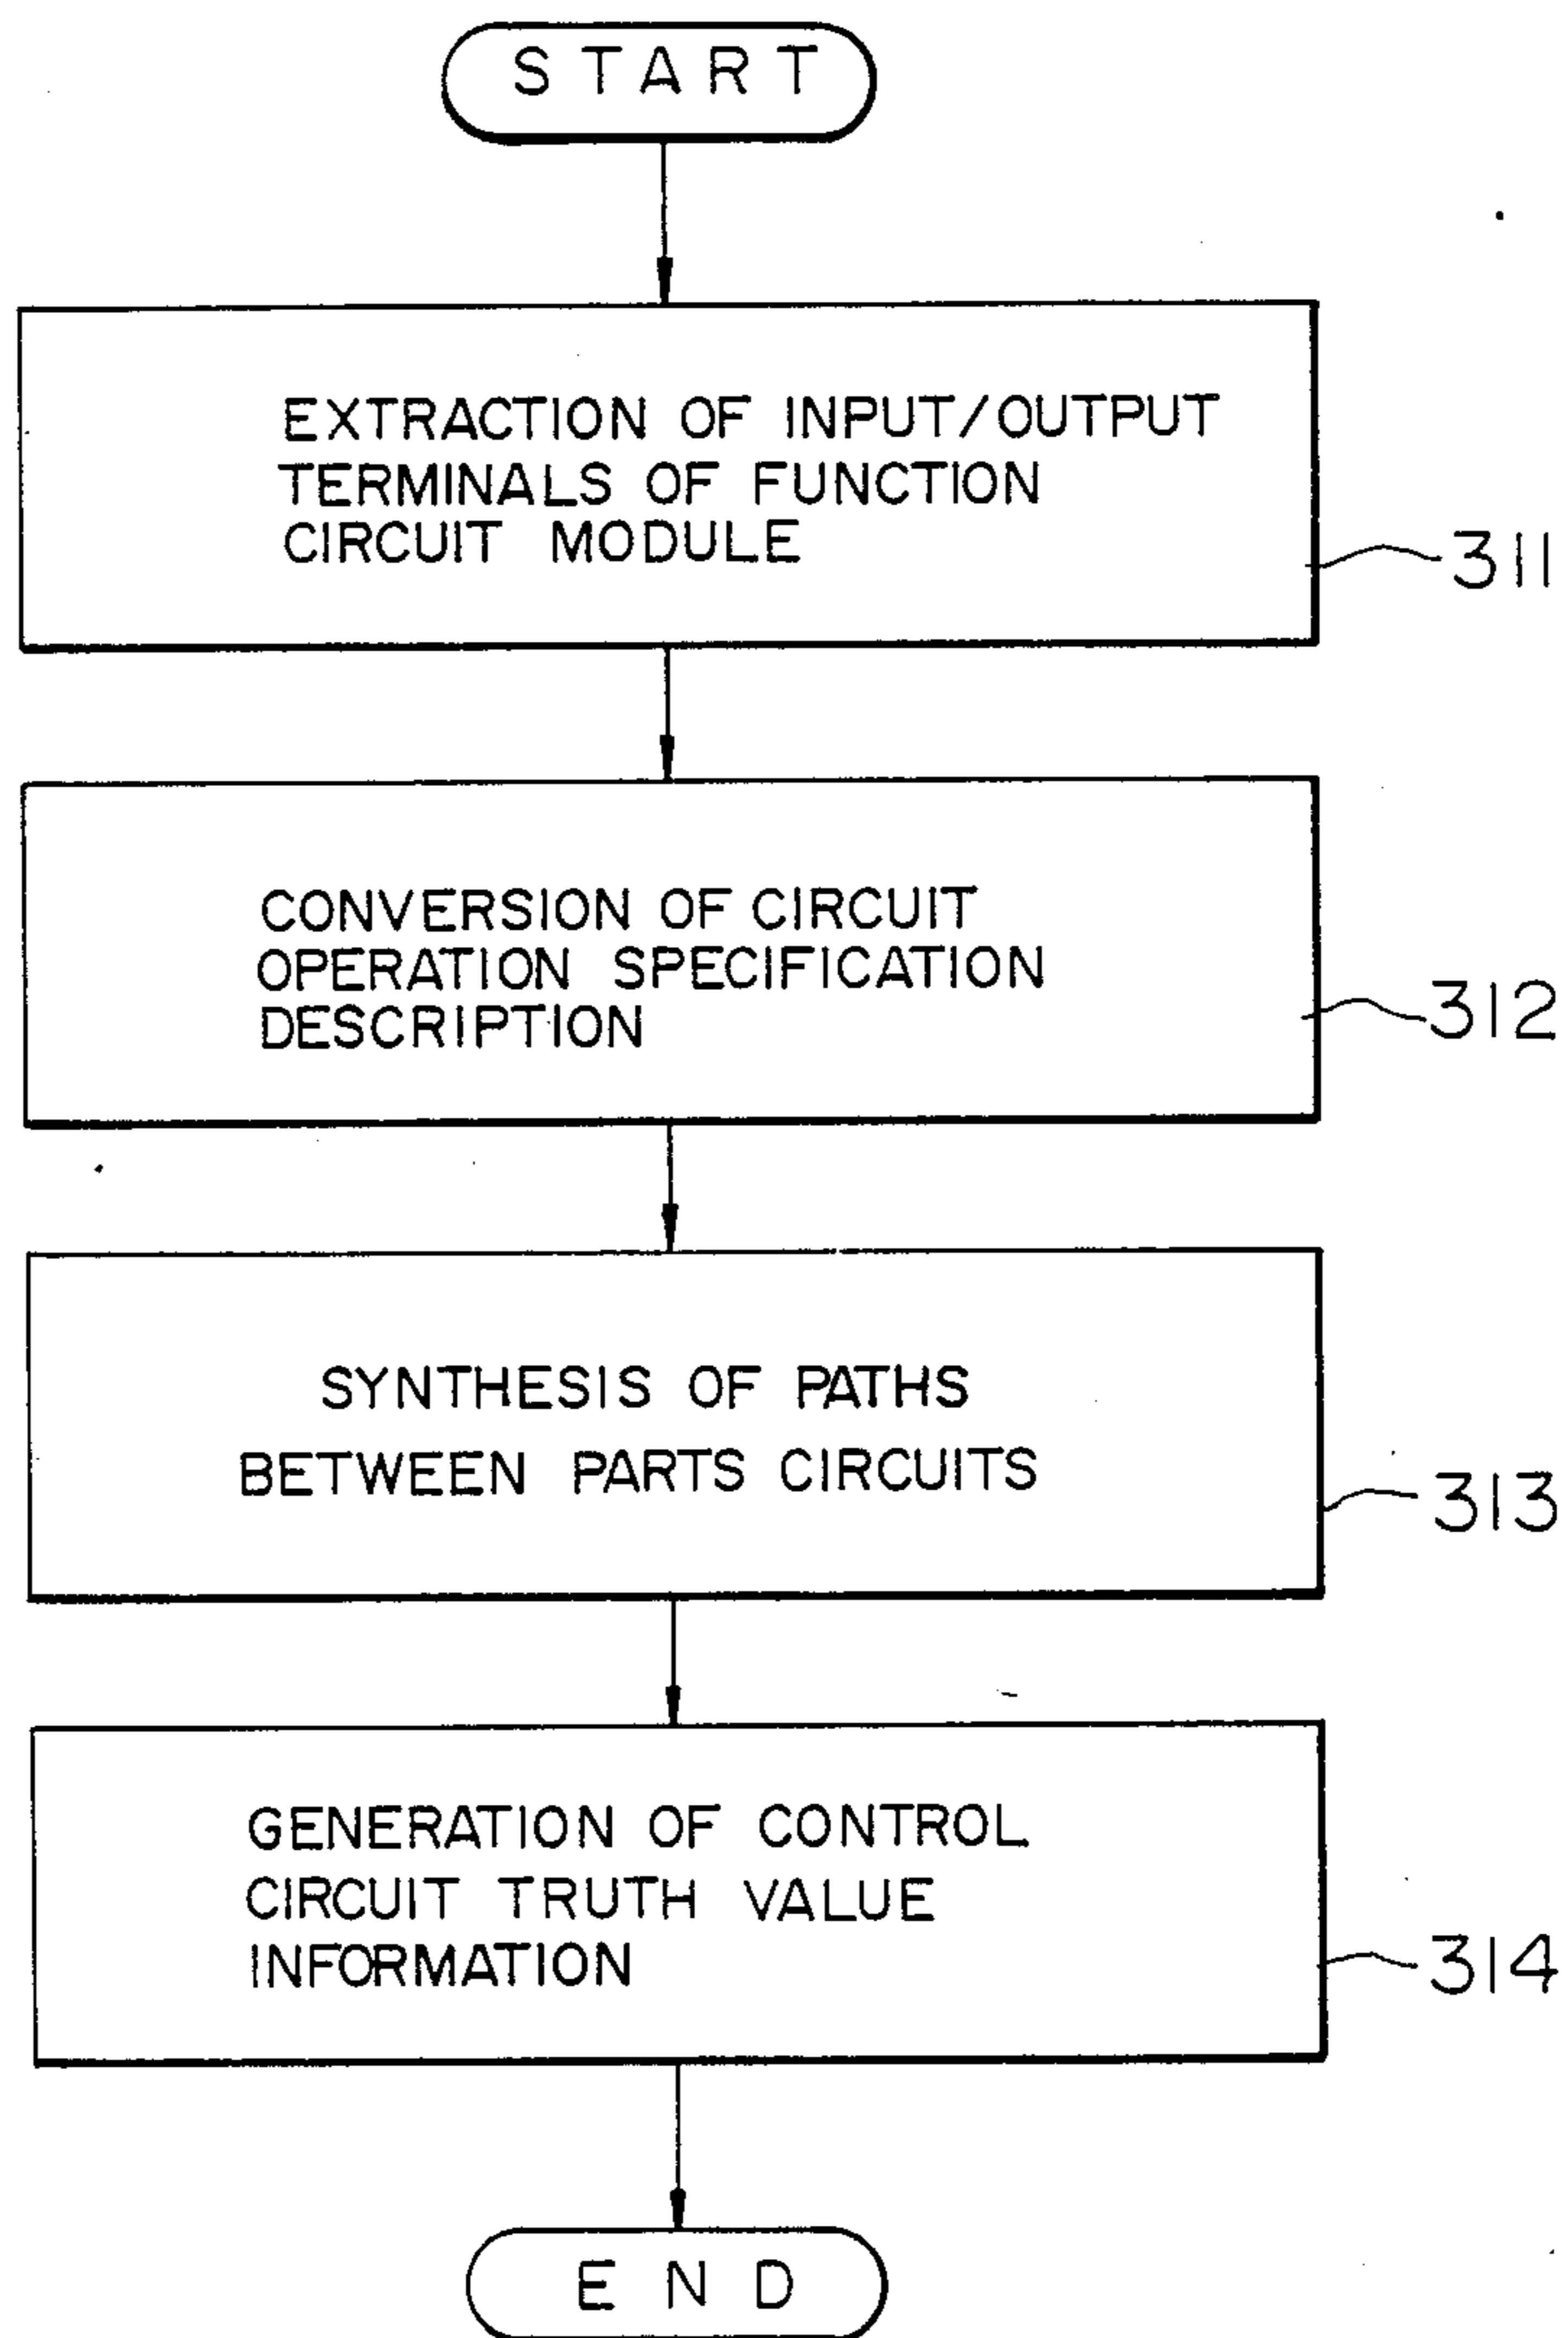 START
EXTRACTION OF INPUT/OUTPUT
TERMINALS OF FUNCTION
CIRCUIT MODULE
311
CONVERSION OF CIRCUIT
OPERATION SPECIFICATION
DESCRIPTION
312
SYNTHESIS OF PATHS
BETWEEN PARTS CIRCUITS
313
GENERATION OF CONTROL
CIRCUIT TRUTH VALUE
INFORMATION
314
END